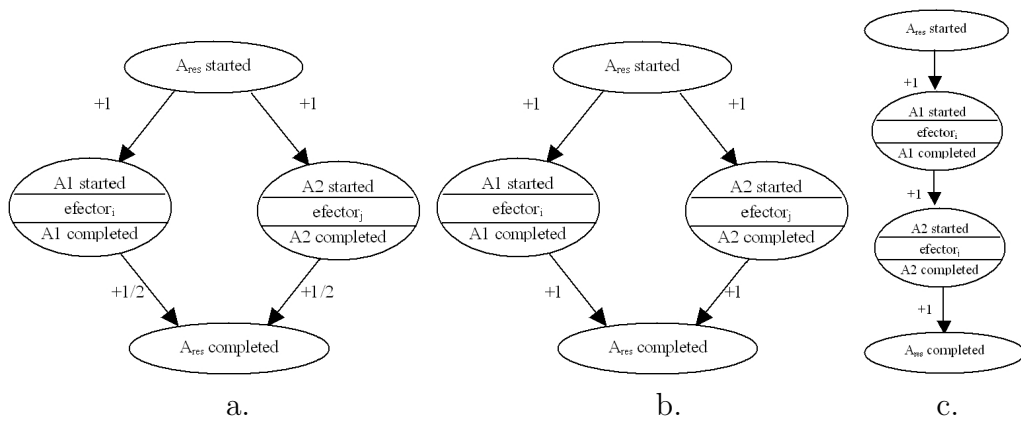 A_res started
+1 +1
A1 started
efector_i
A1 completed
A2 started
efector_j
A2 completed
+1/2 +1/2
A_res completed
a.
A_res started
+1 +1
A1 started
efector_i
A1 completed
A2 started
efector_j
A2 completed
+1 +1
A_res completed
b.
A_res started
+1
A1 started
efector_i
A1 completed
+1
A2 started
efector_j
A2 completed
+1
A_res completed
c.